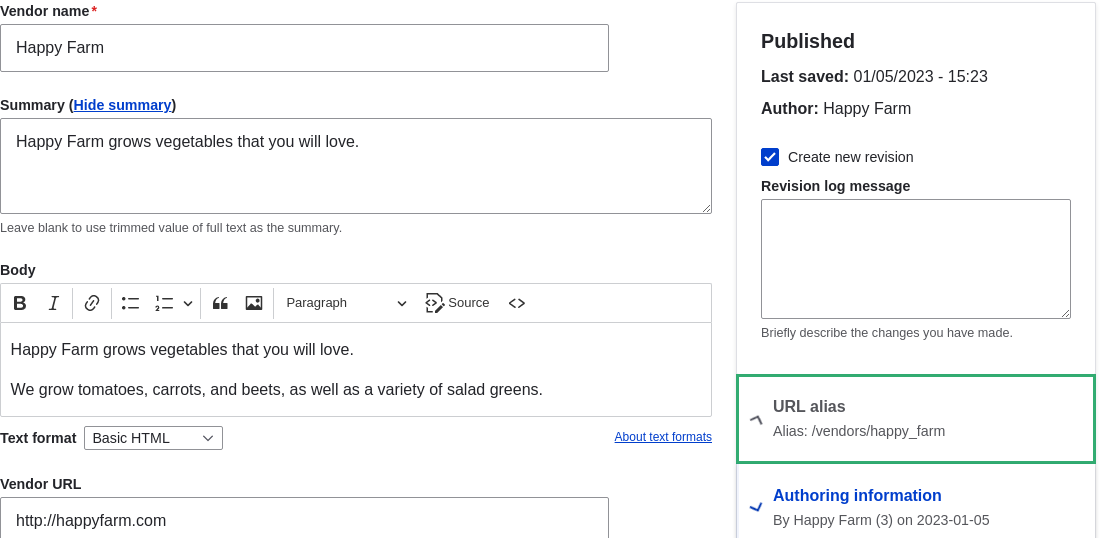 Vendor name*
Happy Farm
Summary (Hide summary)
Happy Farm grows vegetables that you will love.
Leave blank to use trimmed value of full text as the summary.
Body
B I Paragraph Source
Happy Farm grows vegetables that you will love.
We grow tomatoes, carrots, and beets, as well as a variety of salad greens.
Text format Basic HTML About text formats
Vendor URL
http://happyfarm.com
Published
Last saved: 01/05/2023 - 15:23
Author: Happy Farm
Create new revision
Revision log message
Briefly describe the changes you have made.
URL alias
Alias: /vendors/happy_farm
Authoring information
By Happy Farm (3) on 2023-01-05